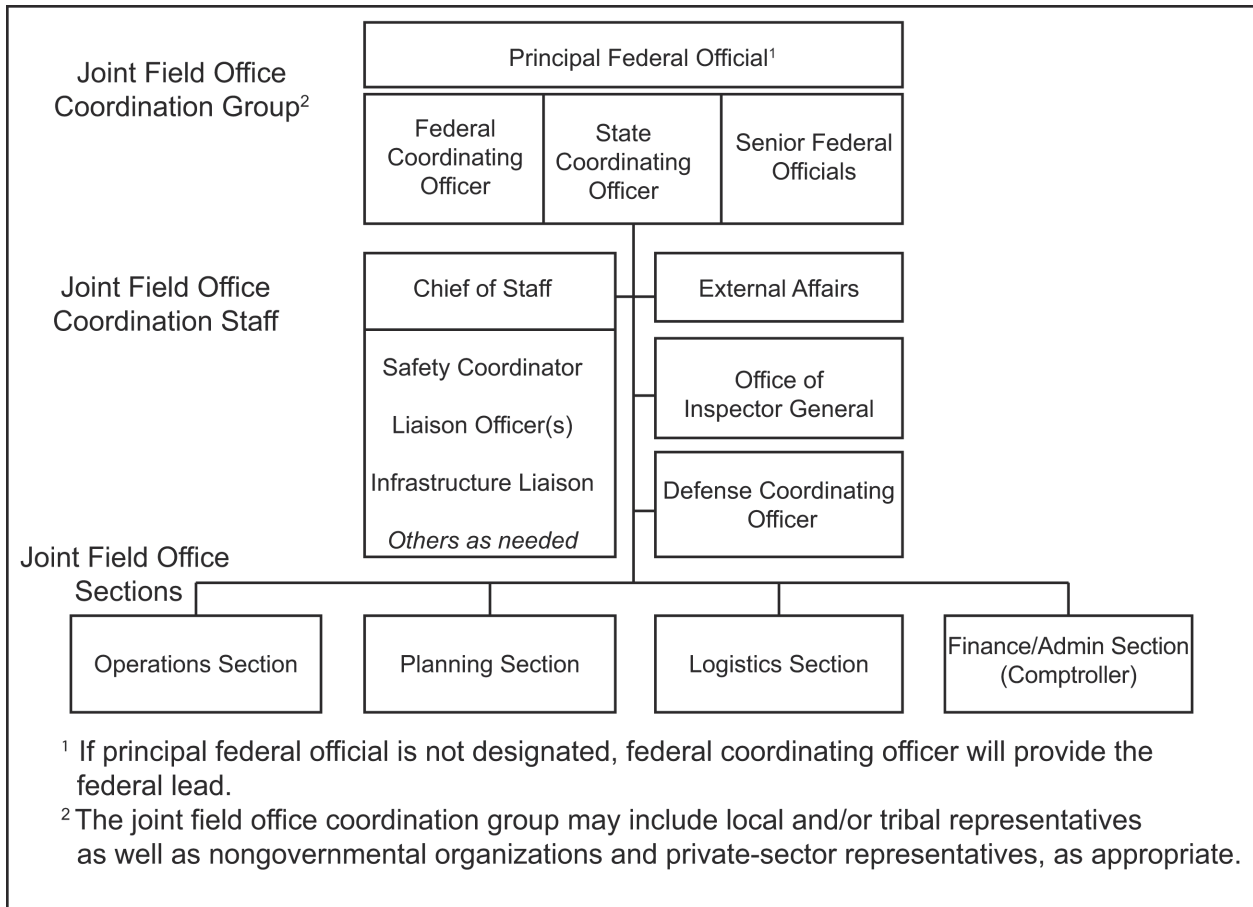 Joint Field Office
Coordination Group²
Principal Federal Official¹
Federal
Coordinating
Officer
State
Coordinating
Officer
Senior Federal
Officials
Joint Field Office
Coordination Staff
Chief of Staff
External Affairs
Safety Coordinator
Liaison Officer(s)
Infrastructure Liaison
Others as needed
Office of
Inspector General
Defense Coordinating
Officer
Joint Field Office
Sections
Operations Section
Planning Section
Logistics Section
Finance/Admin Section
(Comptroller)
¹ If principal federal official is not designated, federal coordinating officer will provide the
federal lead.
² The joint field office coordination group may include local and/or tribal representatives
as well as nongovernmental organizations and private-sector representatives, as appropriate.